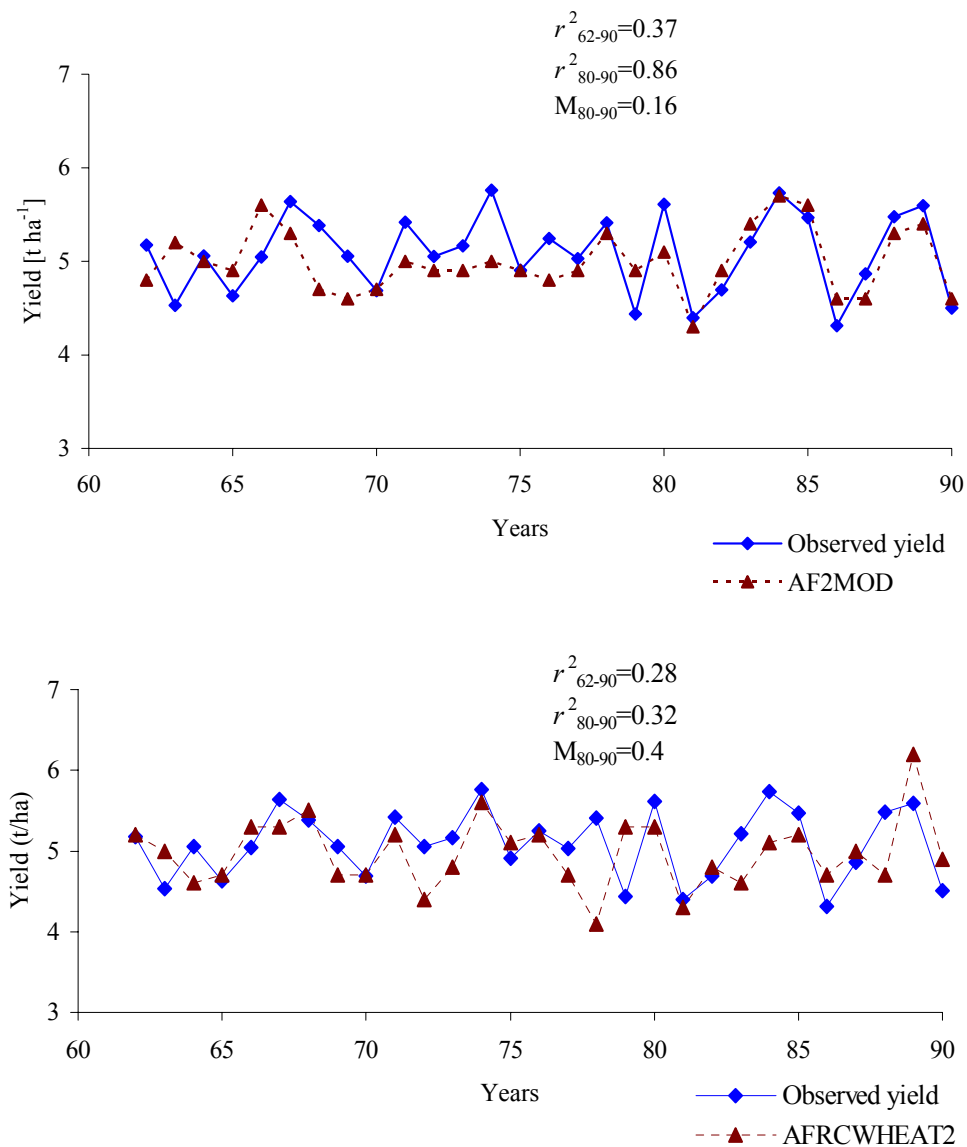 r²62-90=0.37
r²80-90=0.86
M80-90=0.16
7
6
5
4
3
Yield [t ha-1]
60 65 70 75 80 85 90
Years
Observed yield
AF2MOD
r²62-90=0.28
r²80-90=0.32
M80-90=0.4
7
6
5
4
3
Yield (t/ha)
60 65 70 75 80 85 90
Years
Observed yield
AFRCWHEAT2